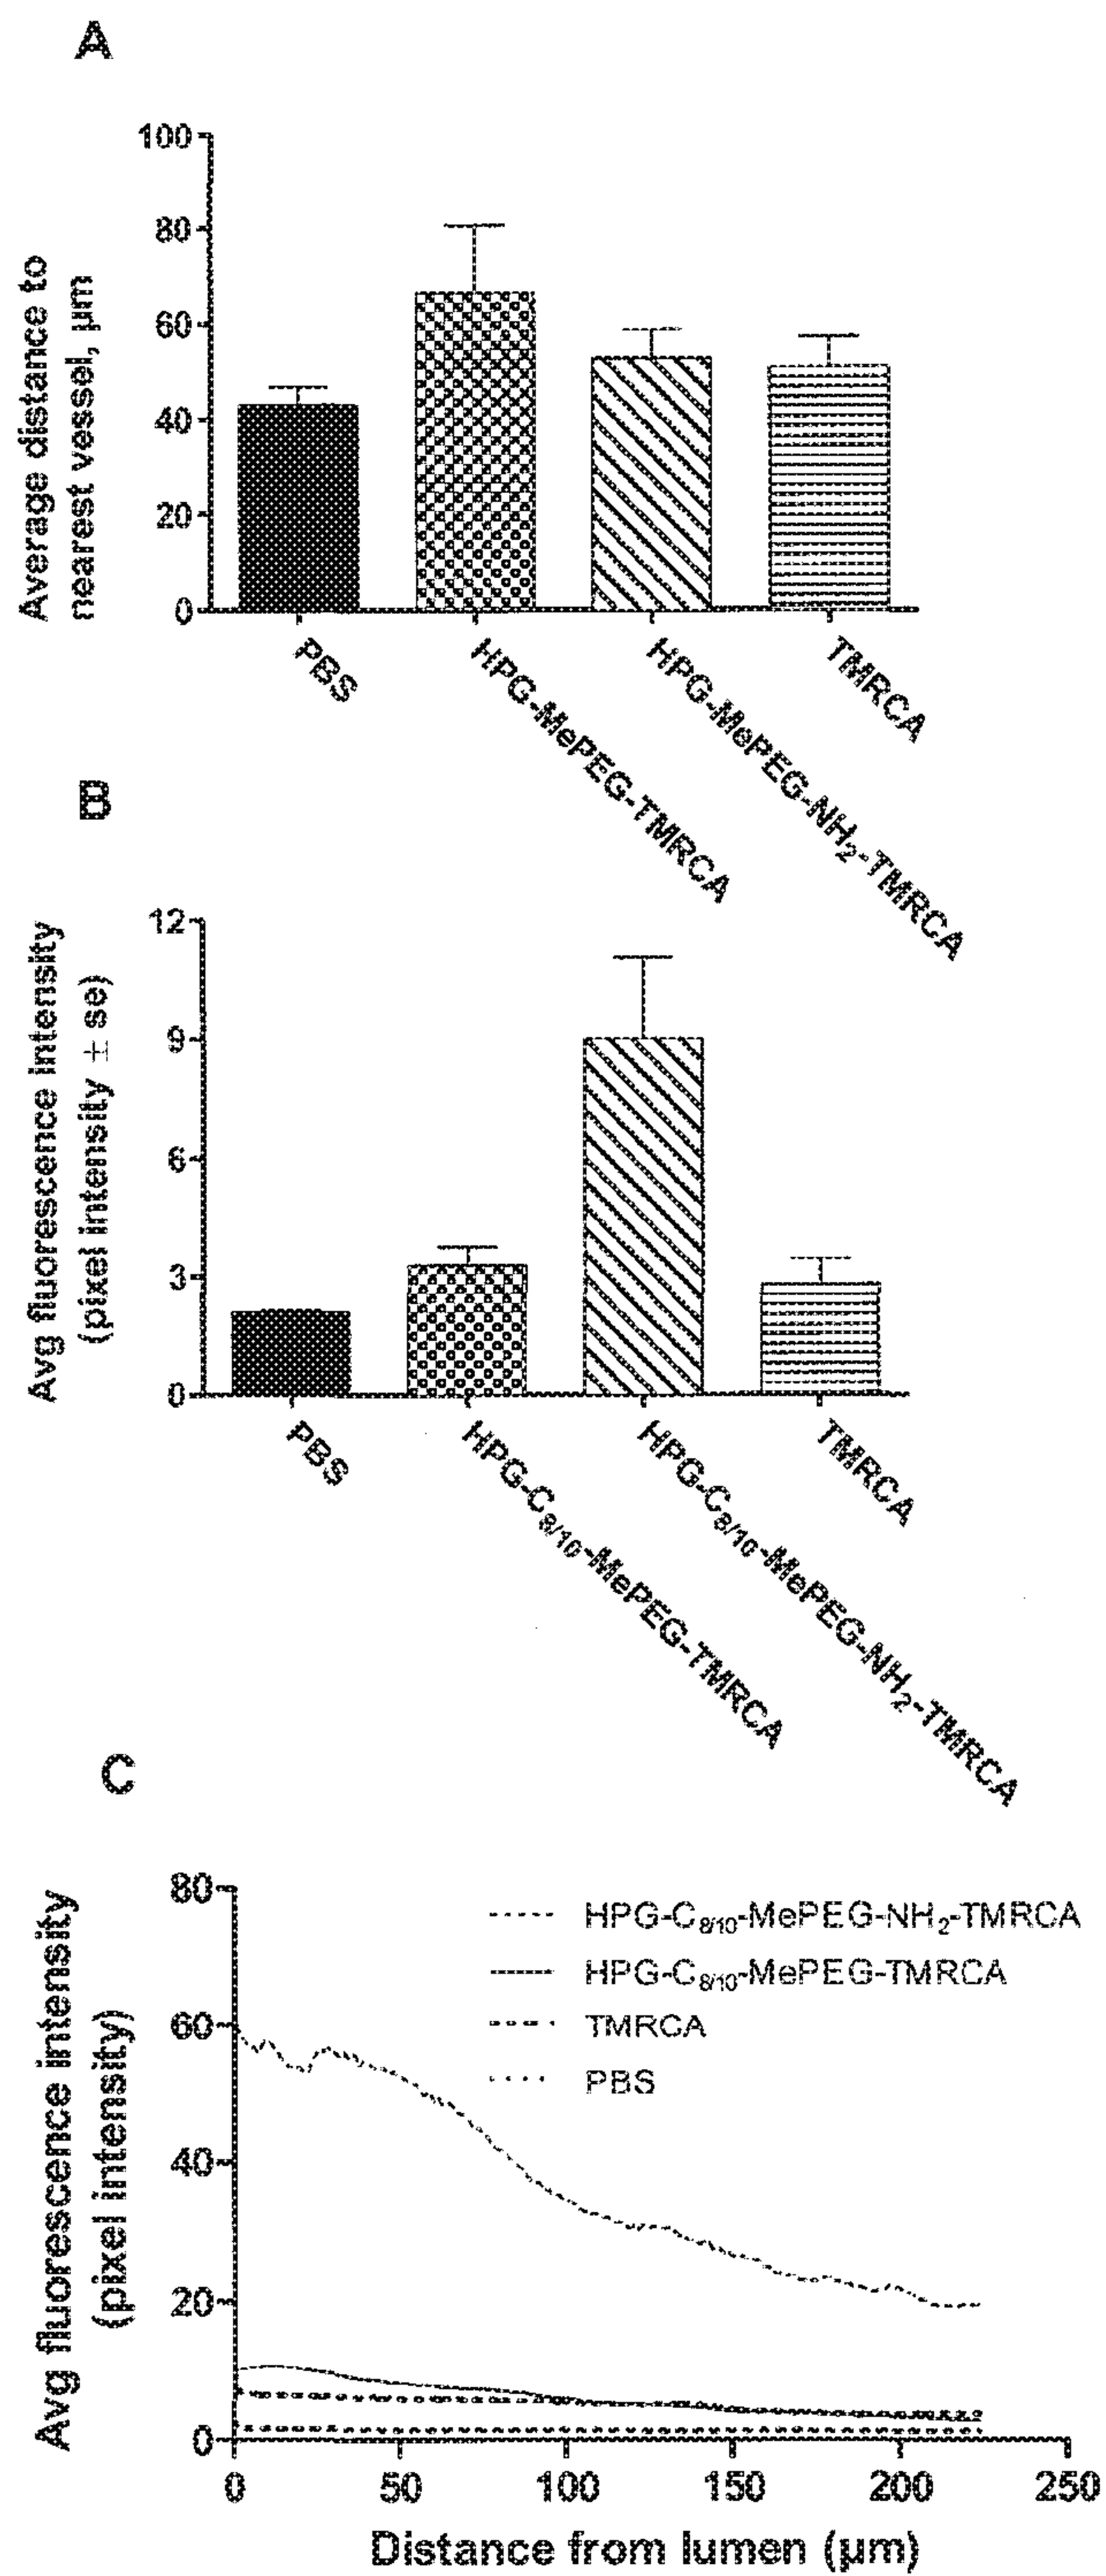 A
Average distance to
nearest vessel, µm
100
80
60
40
20
0
PBS
HPG-MePEG-TMRCA
HPG-MePEG-NH₂-TMRCA
TMRCA
B
Avg fluorescence intensity
(pixel intensity ± se)
12
9
6
3
0
PBS
HPG-C₈/₁₀-MePEG-TMRCA
HPG-C₈/₁₀-MePEG-NH₂-TMRCA
TMRCA
C
Avg fluorescence intensity
(pixel intensity)
80
60
40
20
0
HPG-C₈/₁₀-MePEG-NH₂-TMRCA
HPG-C₈/₁₀-MePEG-TMRCA
TMRCA
PBS
0 50 100 150 200 250
Distance from lumen (µm)